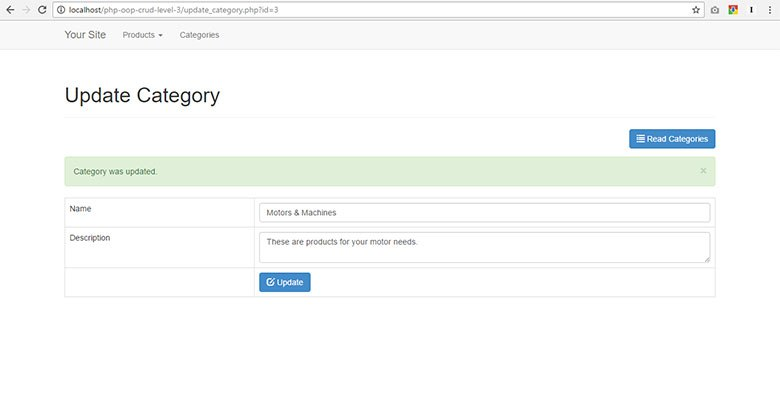 localhost/php-oop-crud-level-3/update_category.php?id=3
Your Site Products Categories
Update Category
Read Categories
Category was updated. ×
Name Motors & Machines
Description These are products for your motor needs.
Update